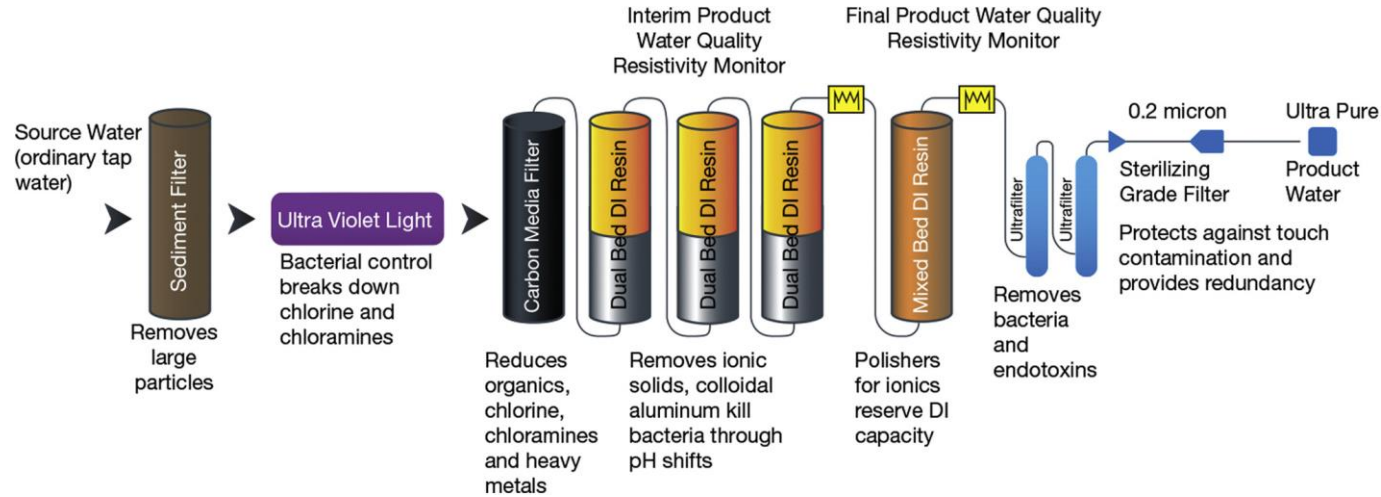 Interim Product
Water Quality
Resistivity Monitor
Final Product Water Quality
Resistivity Monitor
Source Water
(ordinary tap
water)
Sediment Filter
Removes
large
particles
Ultra Violet Light
Bacterial control
breaks down
chlorine and
chloramines
Carbon Media Filter
Reduces
organics,
chlorine,
chloramines
and heavy
metals
Dual Bed DI Resin
Dual Bed DI Resin
Dual Bed DI Resin
Removes ionic
solids, colloidal
aluminum kill
bacteria through
pH shifts
Mixed Bed DI Resin
Polishers
for ionics
reserve DI
capacity
Ultrafilter
Ultrafilter
Removes
bacteria
and
endotoxins
0.2 micron
Sterilizing
Grade Filter
Protects against touch
contamination and
provides redundancy
Ultra Pure
Product
Water